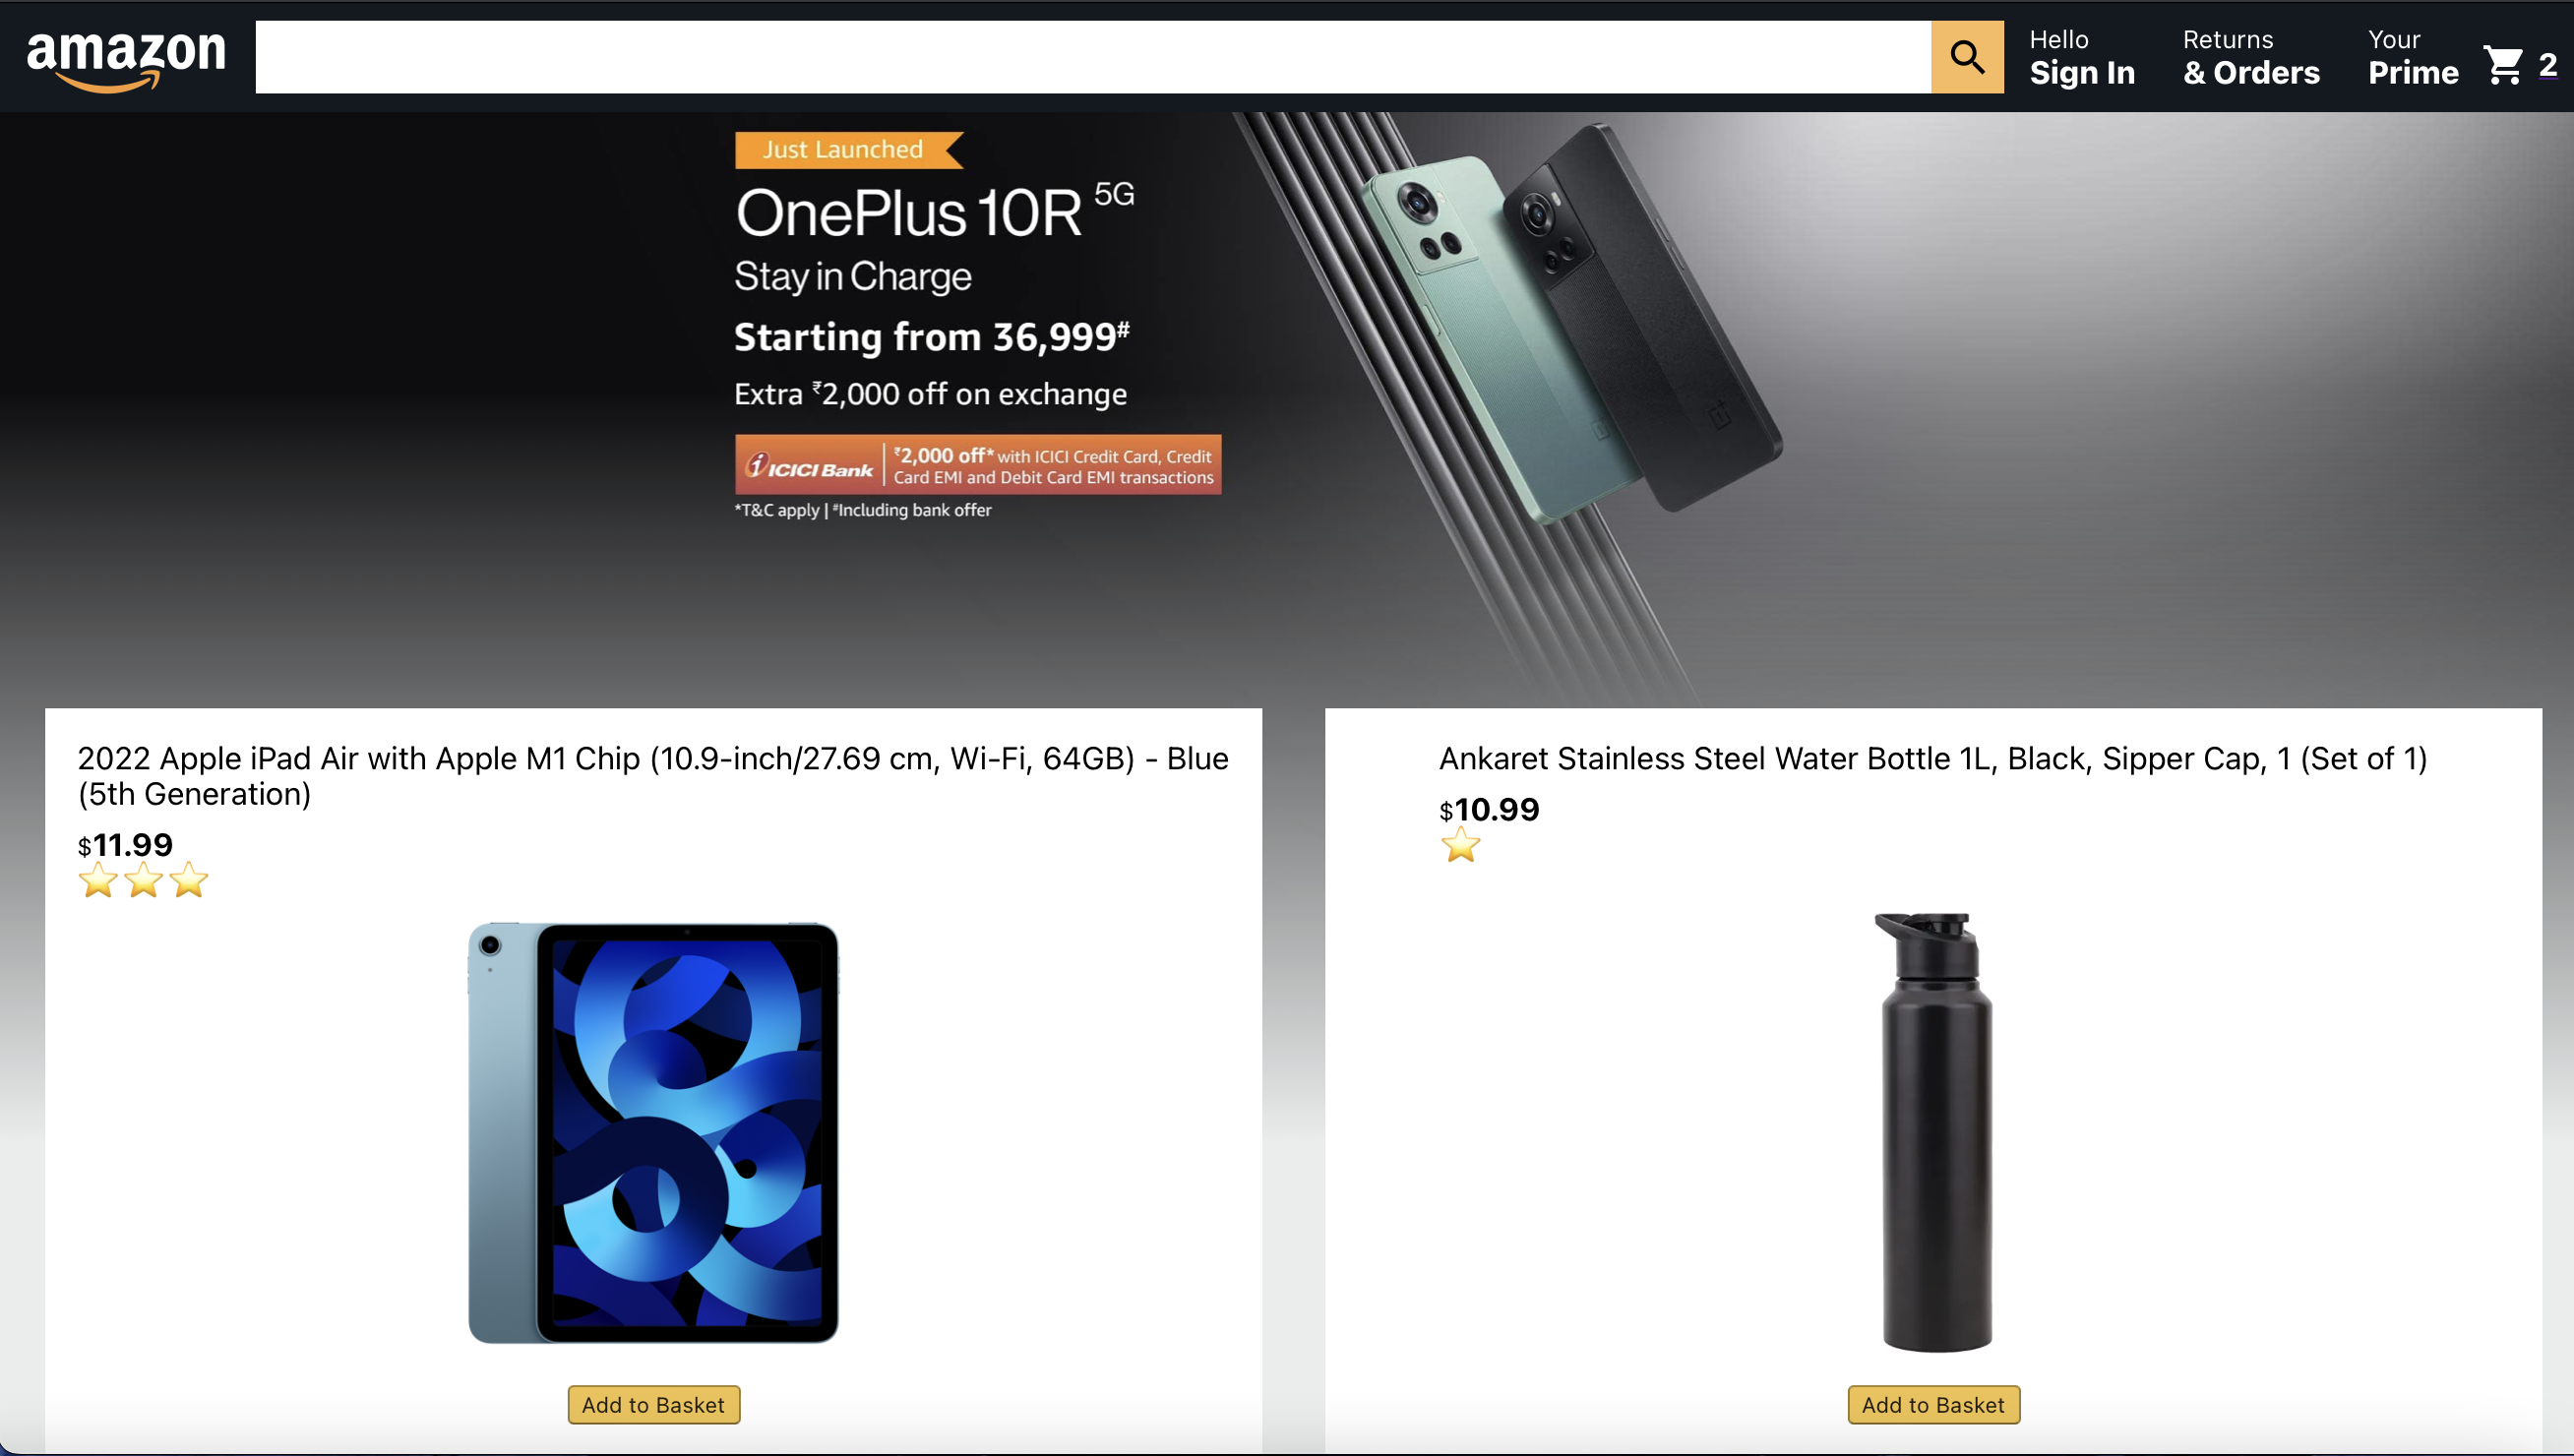 amazon
Hello
Sign In
Returns
& Orders
Your
Prime
2
Just Launched
OnePlus 10R 5G
Stay in Charge
Starting from 36,999#
Extra ₹2,000 off on exchange
ICICI Bank
₹2,000 off* with ICICI Credit Card, Credit
Card EMI and Debit Card EMI transactions
*T&C apply | #Including bank offer
2022 Apple iPad Air with Apple M1 Chip (10.9-inch/27.69 cm, Wi-Fi, 64GB) - Blue
(5th Generation)
$11.99
Add to Basket
Ankaret Stainless Steel Water Bottle 1L, Black, Sipper Cap, 1 (Set of 1)
$10.99
Add to Basket